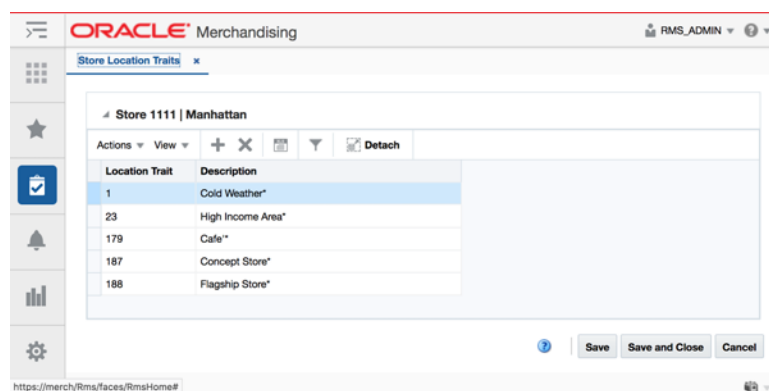 ORACLE® Merchandising
RMS_ADMIN
Store Location Traits ×
Store 1111 | Manhattan
Actions View Detach
Location Trait Description
1 Cold Weather*
23 High Income Area*
179 Cafe'*
187 Concept Store*
188 Flagship Store*
Save Save and Close Cancel
https://merch/Rms/faces/RmsHome#